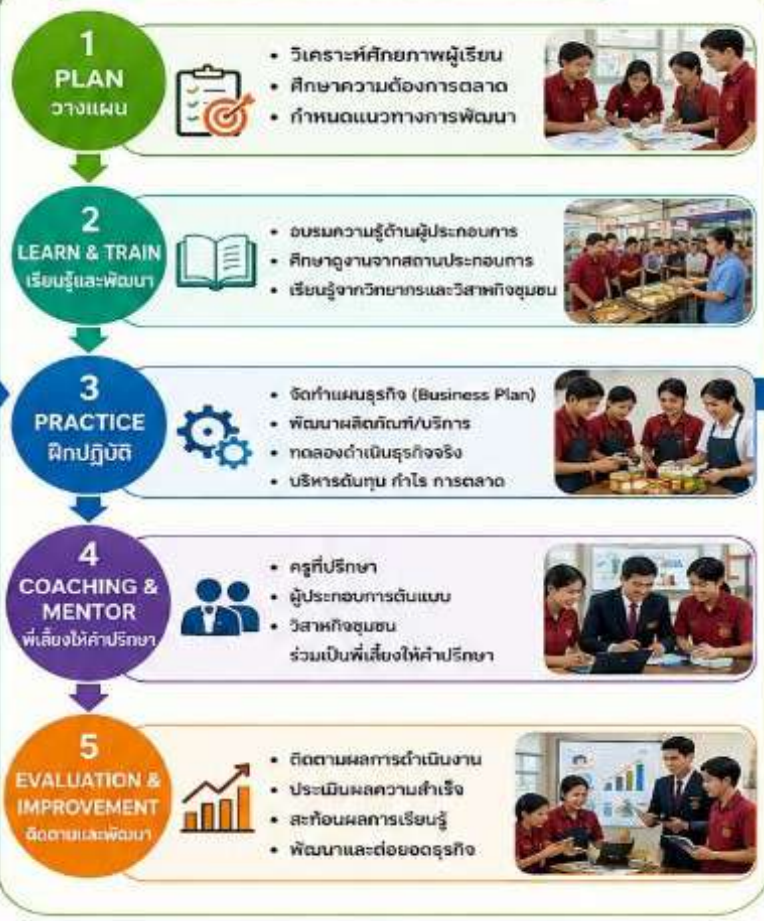 1
PLAN
วางแผน
• วิเคราะห์ศักยภาพผู้เรียน
• ศึกษาความต้องการตลาด
• กำหนดแนวทางการพัฒนา
2
LEARN & TRAIN
เรียนรู้และพัฒนา
• อบรมความรู้ด้านผู้ประกอบการ
• ศึกษาดูงานจากสถานประกอบการ
• เรียนรู้จากวิทยากรและวิสาหกิจชุมชน
3
PRACTICE
ฝึกปฏิบัติ
• จัดทำแผนธุรกิจ (Business Plan)
• พัฒนาผลิตภัณฑ์/บริการ
• ทดลองดำเนินธุรกิจจริง
• บริหารต้นทุน กำไร การตลาด
4
COACHING &
MENTOR
พี่เลี้ยงให้คำปรึกษา
• ครูที่ปรึกษา
• ผู้ประกอบการต้นแบบ
• วิสาหกิจชุมชน
ร่วมเป็นพี่เลี้ยงให้คำปรึกษา
5
EVALUATION &
IMPROVEMENT
ติดตามและพัฒนา
• ติดตามผลการดำเนินงาน
• ประเมินผลความสำเร็จ
• สะท้อนผลการเรียนรู้
• พัฒนาและต่อยอดธุรกิจ